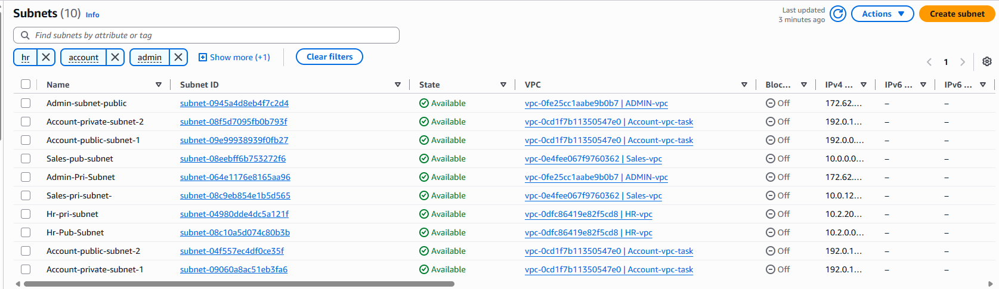 Subnets (10) Info
Last updated
3 minutes ago
Actions
Create subnet
Find subnets by attribute or tag
hr account admin Show more (+1) Clear filters
1
Name Subnet ID State VPC Bloc... IPv4 ... IPv6 ... IPv6 ...
Admin-subnet-public subnet-0945a4d8eb4f7c2d4 Available vpc-0fe25cc1aabe9b0b7 | ADMIN-vpc Off 172.62.... – –
Account-private-subnet-2 subnet-08f5d7095fb0b793f Available vpc-0cd1f7b11350547e0 | Account-vpc-task Off 192.0.1... – –
Account-public-subnet-1 subnet-09e99938939f0fb27 Available vpc-0cd1f7b11350547e0 | Account-vpc-task Off 192.0.0.... – –
Sales-pub-subnet subnet-08eebff6b753272f6 Available vpc-0e4fee067f9760362 | Sales-vpc Off 10.0.0.0... – –
Admin-Pri-Subnet subnet-064e1176e8165aa96 Available vpc-0fe25cc1aabe9b0b7 | ADMIN-vpc Off 172.62.... – –
Sales-pri-subnet- subnet-08c9eb854e1b5d565 Available vpc-0e4fee067f9760362 | Sales-vpc Off 10.0.12... – –
Hr-pri-subnet subnet-04980dde4dc5a121f Available vpc-0dfc86419e82f5cd8 | HR-vpc Off 10.2.20... – –
Hr-Pub-Subnet subnet-08c10a5d074c80b3b Available vpc-0dfc86419e82f5cd8 | HR-vpc Off 10.2.0.0... – –
Account-public-subnet-2 subnet-04f557ec4df0ce35f Available vpc-0cd1f7b11350547e0 | Account-vpc-task Off 192.0.1... – –
Account-private-subnet-1 subnet-09060a8ac51eb3fa6 Available vpc-0cd1f7b11350547e0 | Account-vpc-task Off 192.0.1... – –